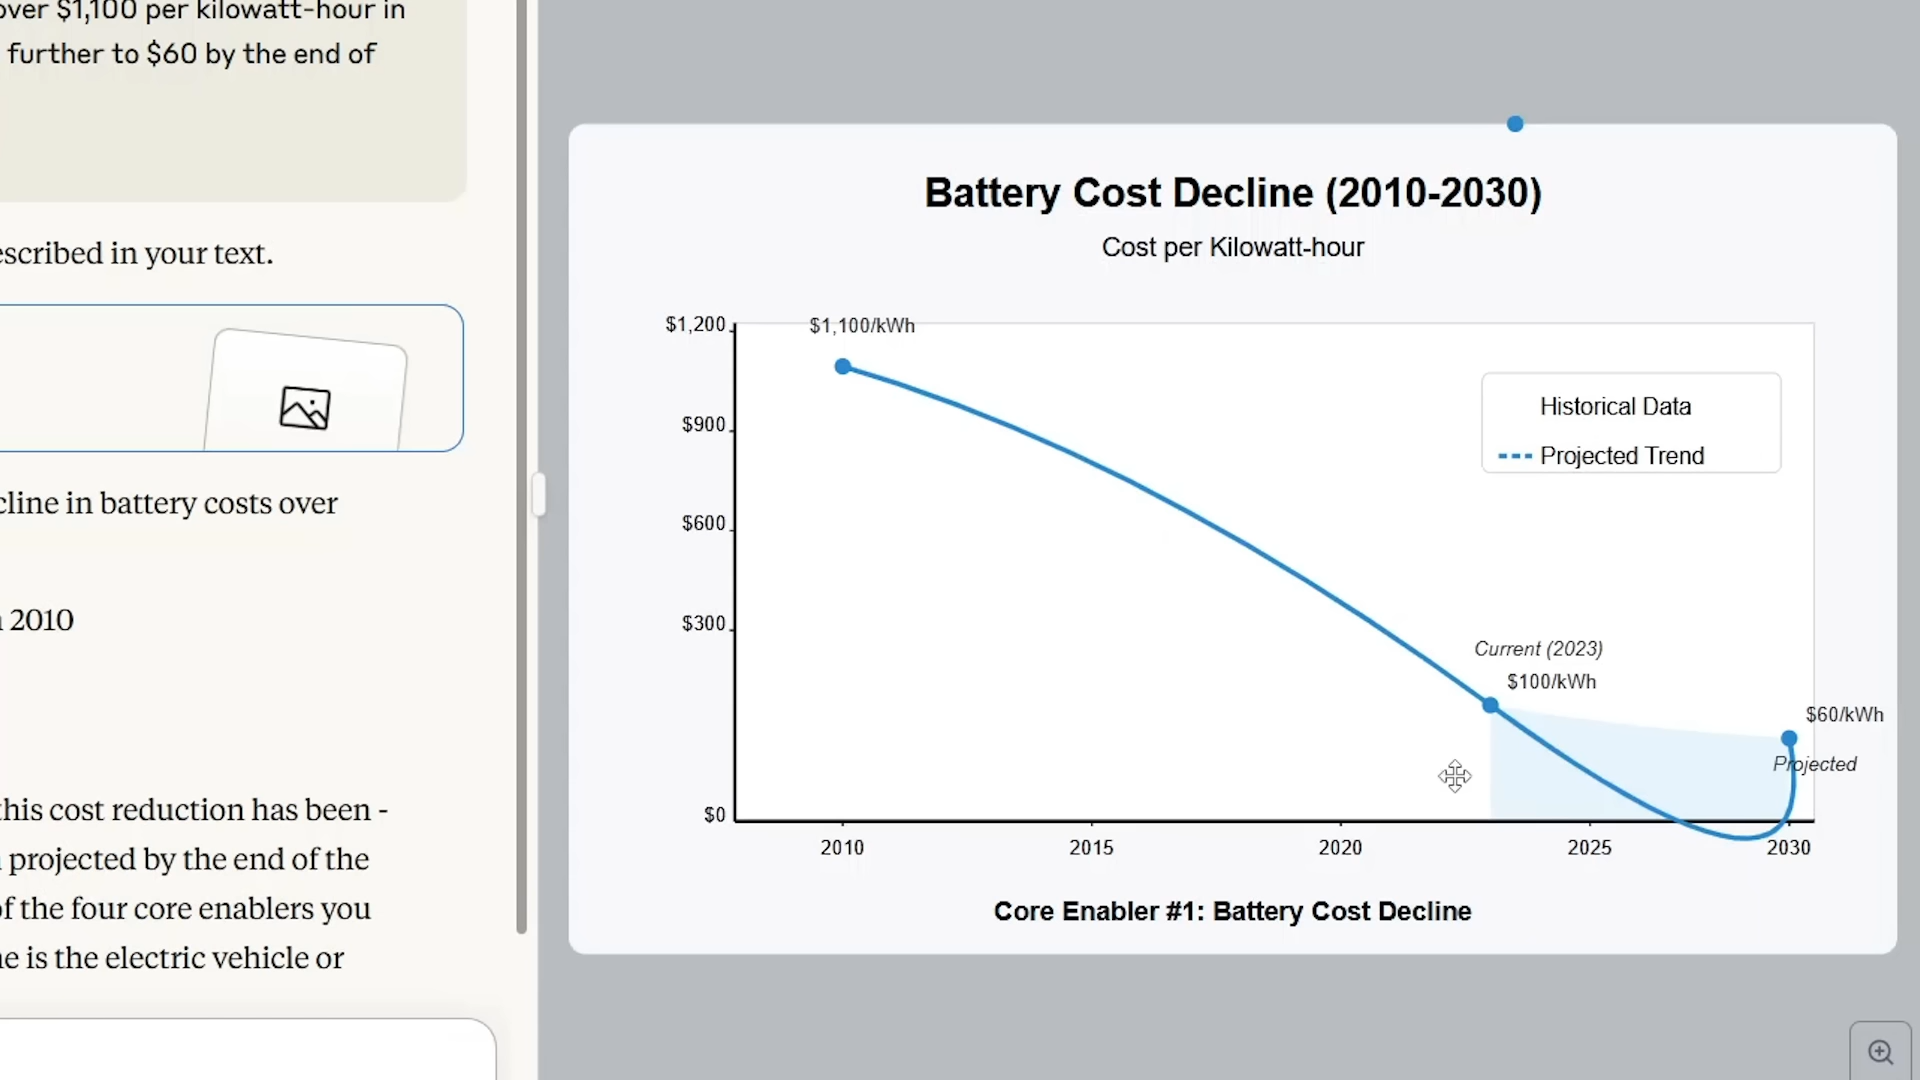 over $1,100 per kilowatt-hour in
further to $60 by the end of
escribed in your text.
cline in battery costs over
n 2010
this cost reduction has been -
n projected by the end of the
of the four core enablers you
ne is the electric vehicle or
Battery Cost Decline (2010-2030)
Cost per Kilowatt-hour
$1,200
$900
$600
$300
$0
$1,100/kWh
Historical Data
Projected Trend
Current (2023)
$100/kWh
$60/kWh
Projected
2010
2015
2020
2025
2030
Core Enabler #1: Battery Cost Decline